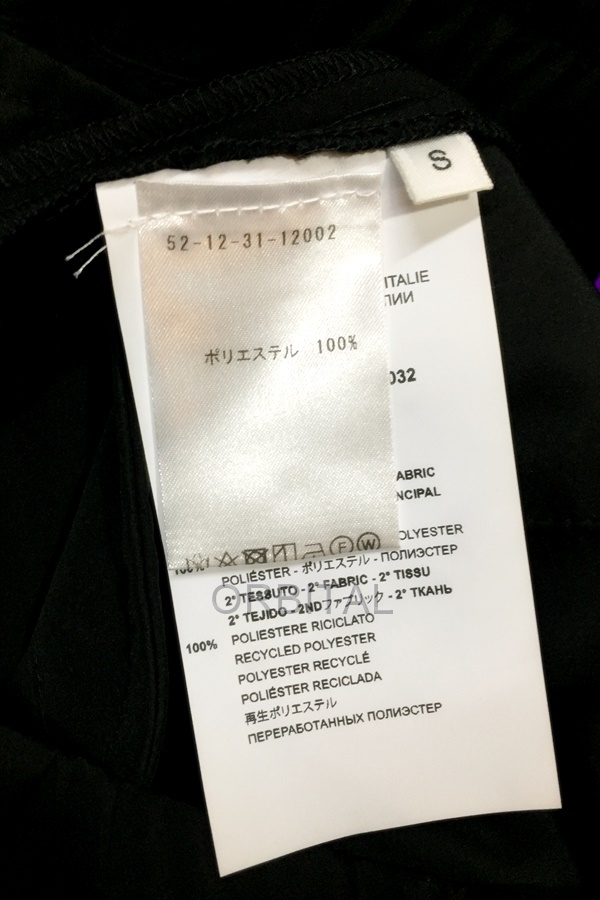 S
52-12-31-12002
ITALIE
ЛИИ
032
ポリエステル 100%
ABRIC
NCIPAL
OLYESTER
POLIÉSTER - ポリエステル - ПОЛИЭСТЕР
2° TESSUTO - 2° FABRIC - 2° TISSU
2° TEJIDO - 2NDファブリック - 2° ТКАНЬ
ORBITAL
100% POLIESTERE RICICLATO
RECYCLED POLYESTER
POLYESTER RECYCLÉ
POLIÉSTER RECICLADA
再生ポリエステル
ПЕРЕРАБОТАННЫХ ПОЛИЭСТЕР